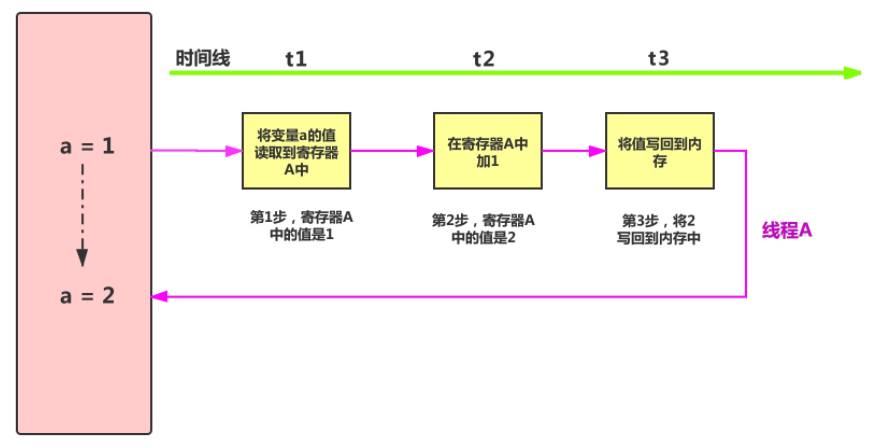 时间线
t1
t2
t3
a = 1
将变量a的值
读取到寄存器
A中
在寄存器A中
加1
将值写回到内
存
第1步，寄存器A
中的值是1
第2步，寄存器A
中的值是2
第3步，将2
写回到内存中
线程A
a = 2